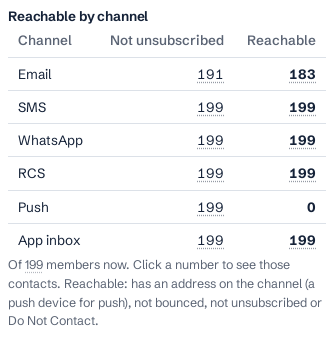 Reachable by channel
Channel Not unsubscribed Reachable
Email 191 183
SMS 199 199
WhatsApp 199 199
RCS 199 199
Push 199 0
App inbox 199 199
Of 199 members now. Click a number to see those
contacts. Reachable: has an address on the channel (a
push device for push), not bounced, not unsubscribed or
Do Not Contact.